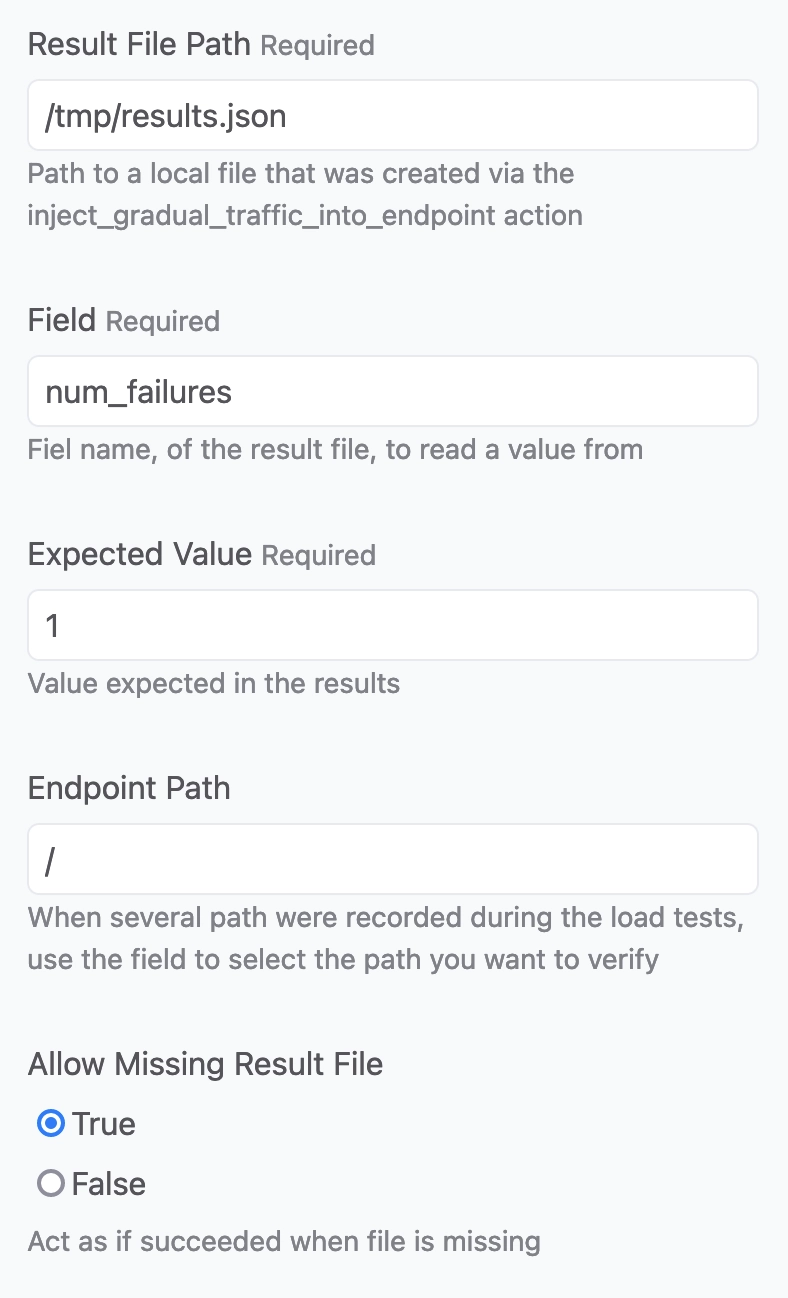 Result File Path Required
/tmp/results.json
Path to a local file that was created via the
inject_gradual_traffic_into_endpoint action
Field Required
num_failures
Fiel name, of the result file, to read a value from
Expected Value Required
1
Value expected in the results
Endpoint Path
/
When several path were recorded during the load tests,
use the field to select the path you want to verify
Allow Missing Result File
True
False
Act as if succeeded when file is missing